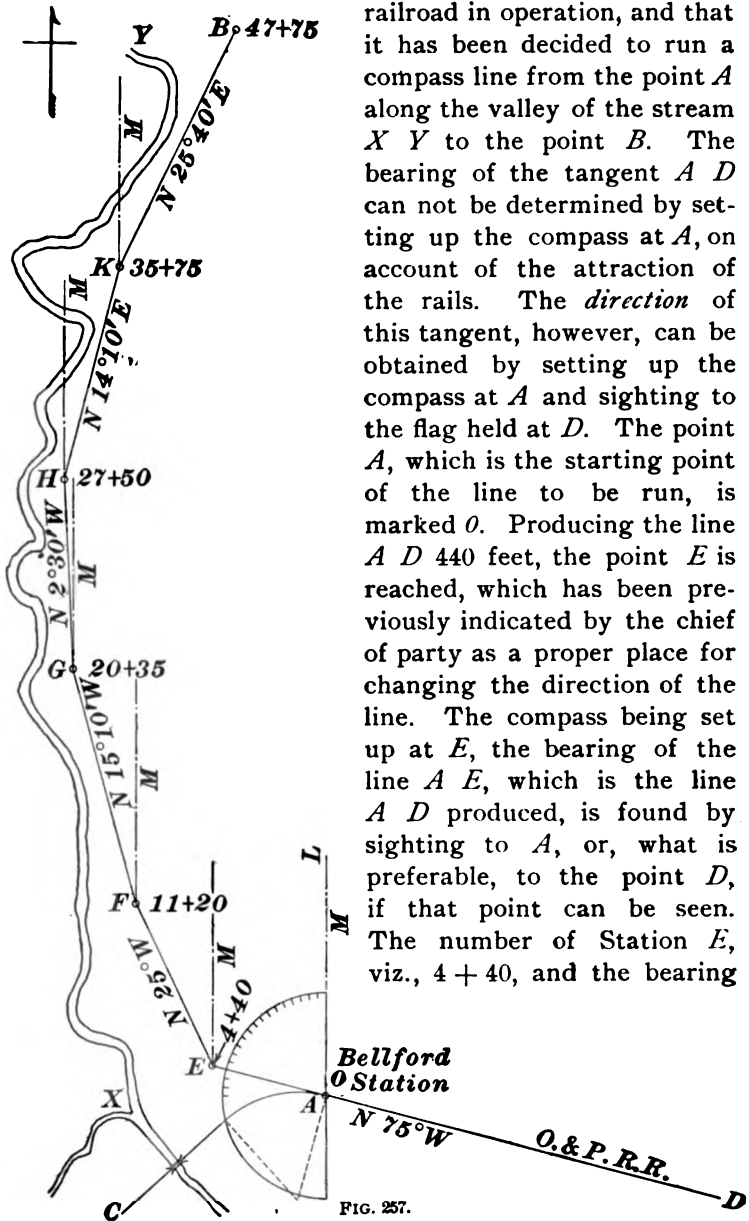 railroad in operation, and that
it has been decided to run a
compass line from the point A
along the valley of the stream
X Y to the point B. The
bearing of the tangent A D
can not be determined by set-
ting up the compass at A, on
account of the attraction of
the rails. The direction of
this tangent, however, can be
obtained by setting up the
compass at A and sighting to
the flag held at D. The point
A, which is the starting point
of the line to be run, is
marked 0. Producing the line
A D 440 feet, the point E is
reached, which has been pre-
viously indicated by the chief
of party as a proper place for
changing the direction of the
line. The compass being set
up at E, the bearing of the
line A E, which is the line
A D produced, is found by
sighting to A, or, what is
preferable, to the point D,
if that point can be seen.
The number of Station E,
viz., 4 + 40, and the bearing
Y
B 47+75
M
N 25°40'E
K 35+75
M
N 14°10'E
H 27+50
N 2°30'W
M
G 20+35
N 15°10'W
M
F 11+20
N 25°W
M
4+40
E
L
M
Bellford
0 Station
A
N 75°W
O.&P.R.R.
D
X
C
FIG. 257.